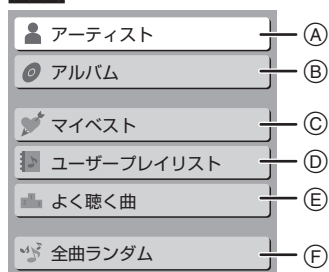 アーティスト Ⓐ
アルバム Ⓑ
マイベスト Ⓒ
ユーザープレイリスト Ⓓ
よく聴く曲 Ⓔ
全曲ランダム Ⓕ